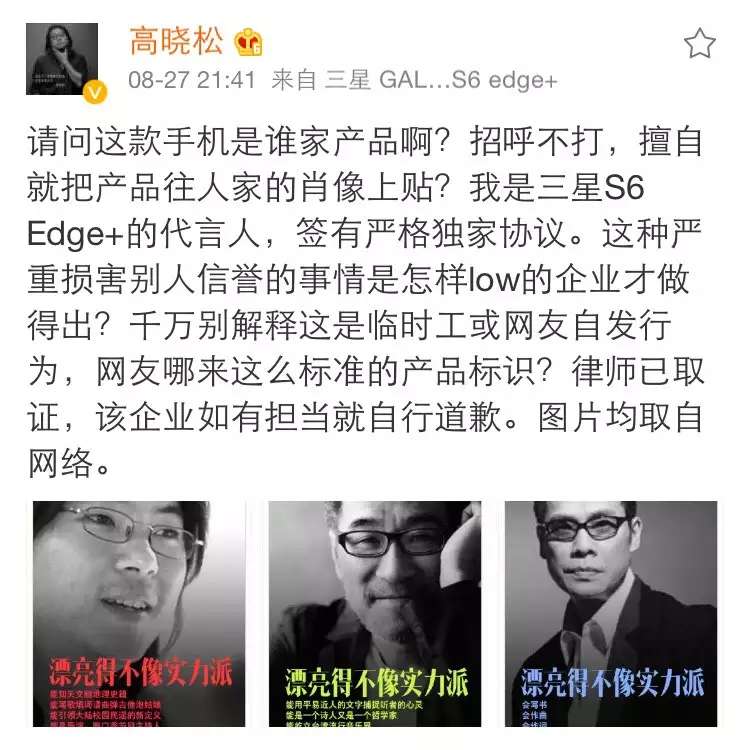 高晓松
08-27 21:41 来自 三星 GAL...S6 edge+
请问这款手机是谁家产品啊？招呼不打，擅自
就把产品往人家的肖像上贴？我是三星S6
Edge+的代言人，签有严格独家协议。这种严
重损害别人信誉的事情是怎样low的企业才做
得出？千万别解释这是临时工或网友自发行
为，网友哪来这么标准的产品标识？律师已取
证，该企业如有担当就自行道歉。图片均取自
网络。
漂亮得不像实力派
能知天文晓地理史籍
能写歌填词谱曲弹古他泡姑娘
能引领大陆校园民谣的新定义
漂亮得不像实力派
能用平易近人的文字捕捉听者的心灵
能是一个诗人又是一个哲学家
漂亮得不像实力派
会写书
会作曲
会作词